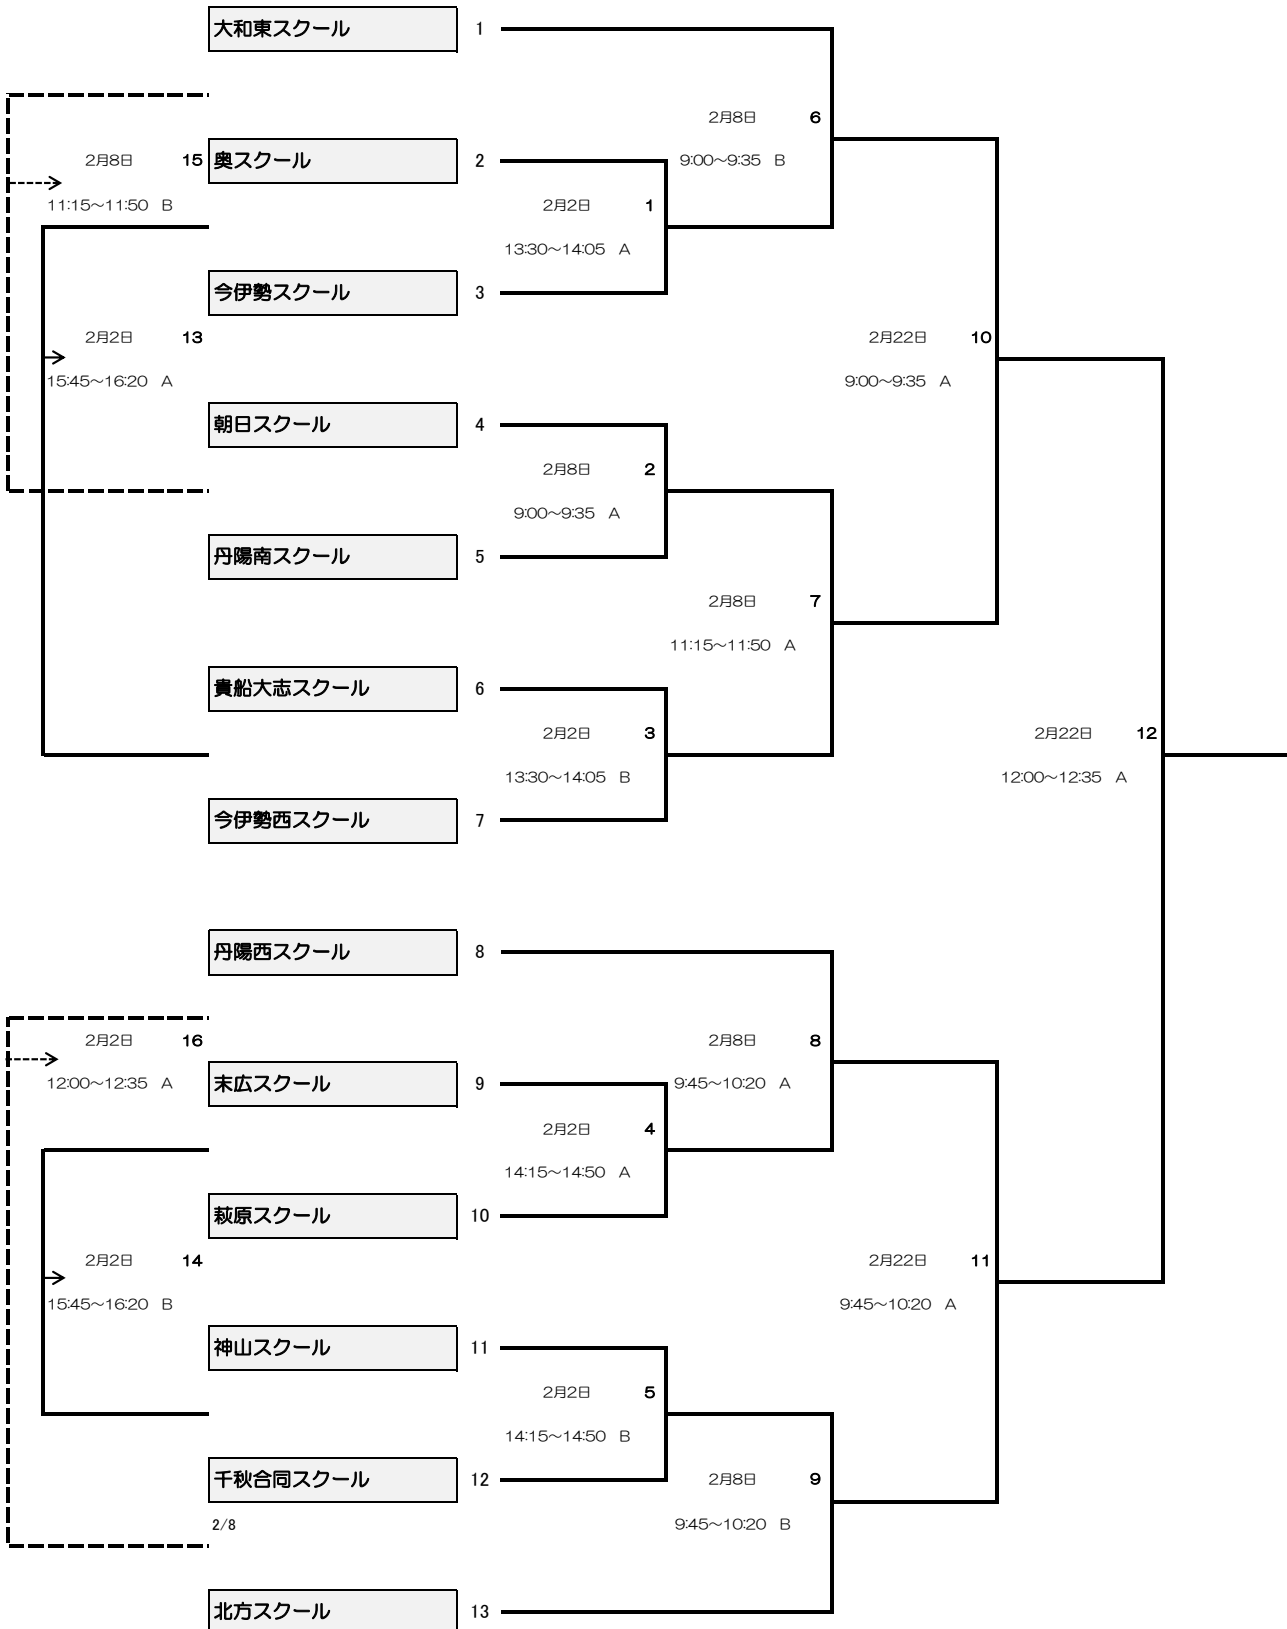 大和東スクール 1
2月8日 6
2月8日 15 奥スクール 2 9:00～9:35 B
11:15～11:50 B 2月2日 1
13:30～14:05 A
今伊勢スクール 3
2月2日 13 2月22日 10
15:45～16:20 A 9:00～9:35 A
朝日スクール 4
2月8日 2
9:00～9:35 A
丹陽南スクール 5
2月8日 7
11:15～11:50 A
貴船大志スクール 6
2月2日 3 2月22日 12
13:30～14:05 B 12:00～12:35 A
今伊勢西スクール 7
丹陽西スクール 8
2月2日 16 2月8日 8
12:00～12:35 A 末広スクール 9 9:45～10:20 A
2月2日 4
14:15～14:50 A
萩原スクール 10
2月2日 14 2月22日 11
15:45～16:20 B 9:45～10:20 A
神山スクール 11
2月2日 5
14:15～14:50 B
千秋合同スクール 12 2月8日 9
2/8 9:45～10:20 B
北方スクール 13